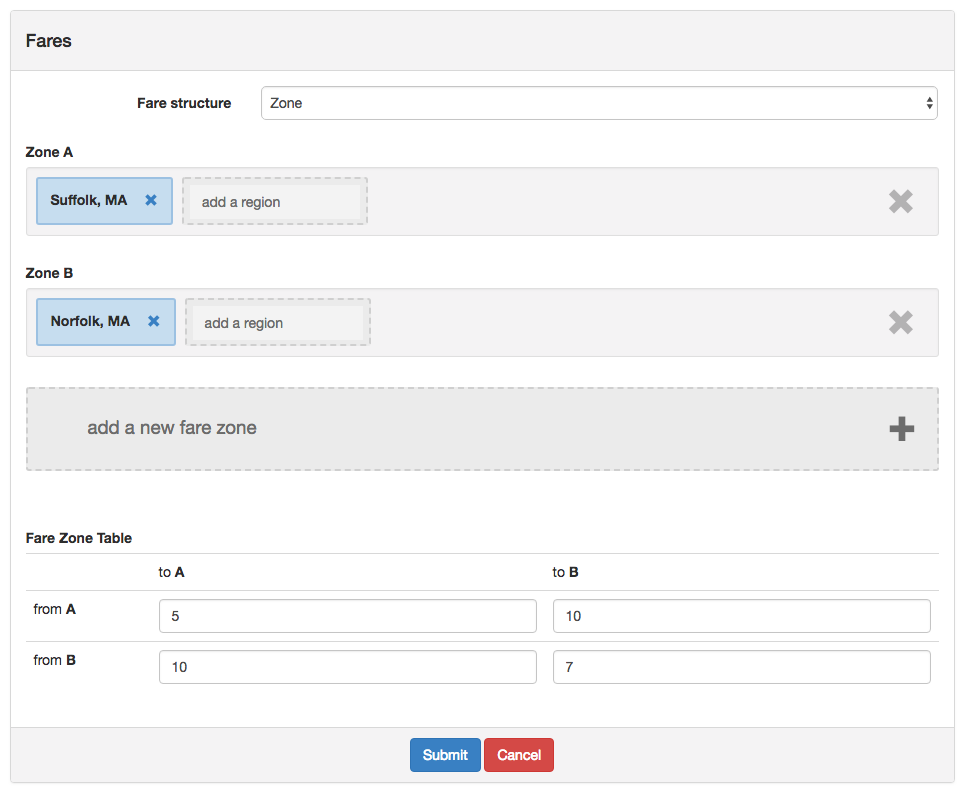 Fares
Fare structure Zone
Zone A
Suffolk, MA add a region
Zone B
Norfolk, MA add a region
add a new fare zone
Fare Zone Table
to A to B
from A 5 10
from B 10 7
Submit Cancel